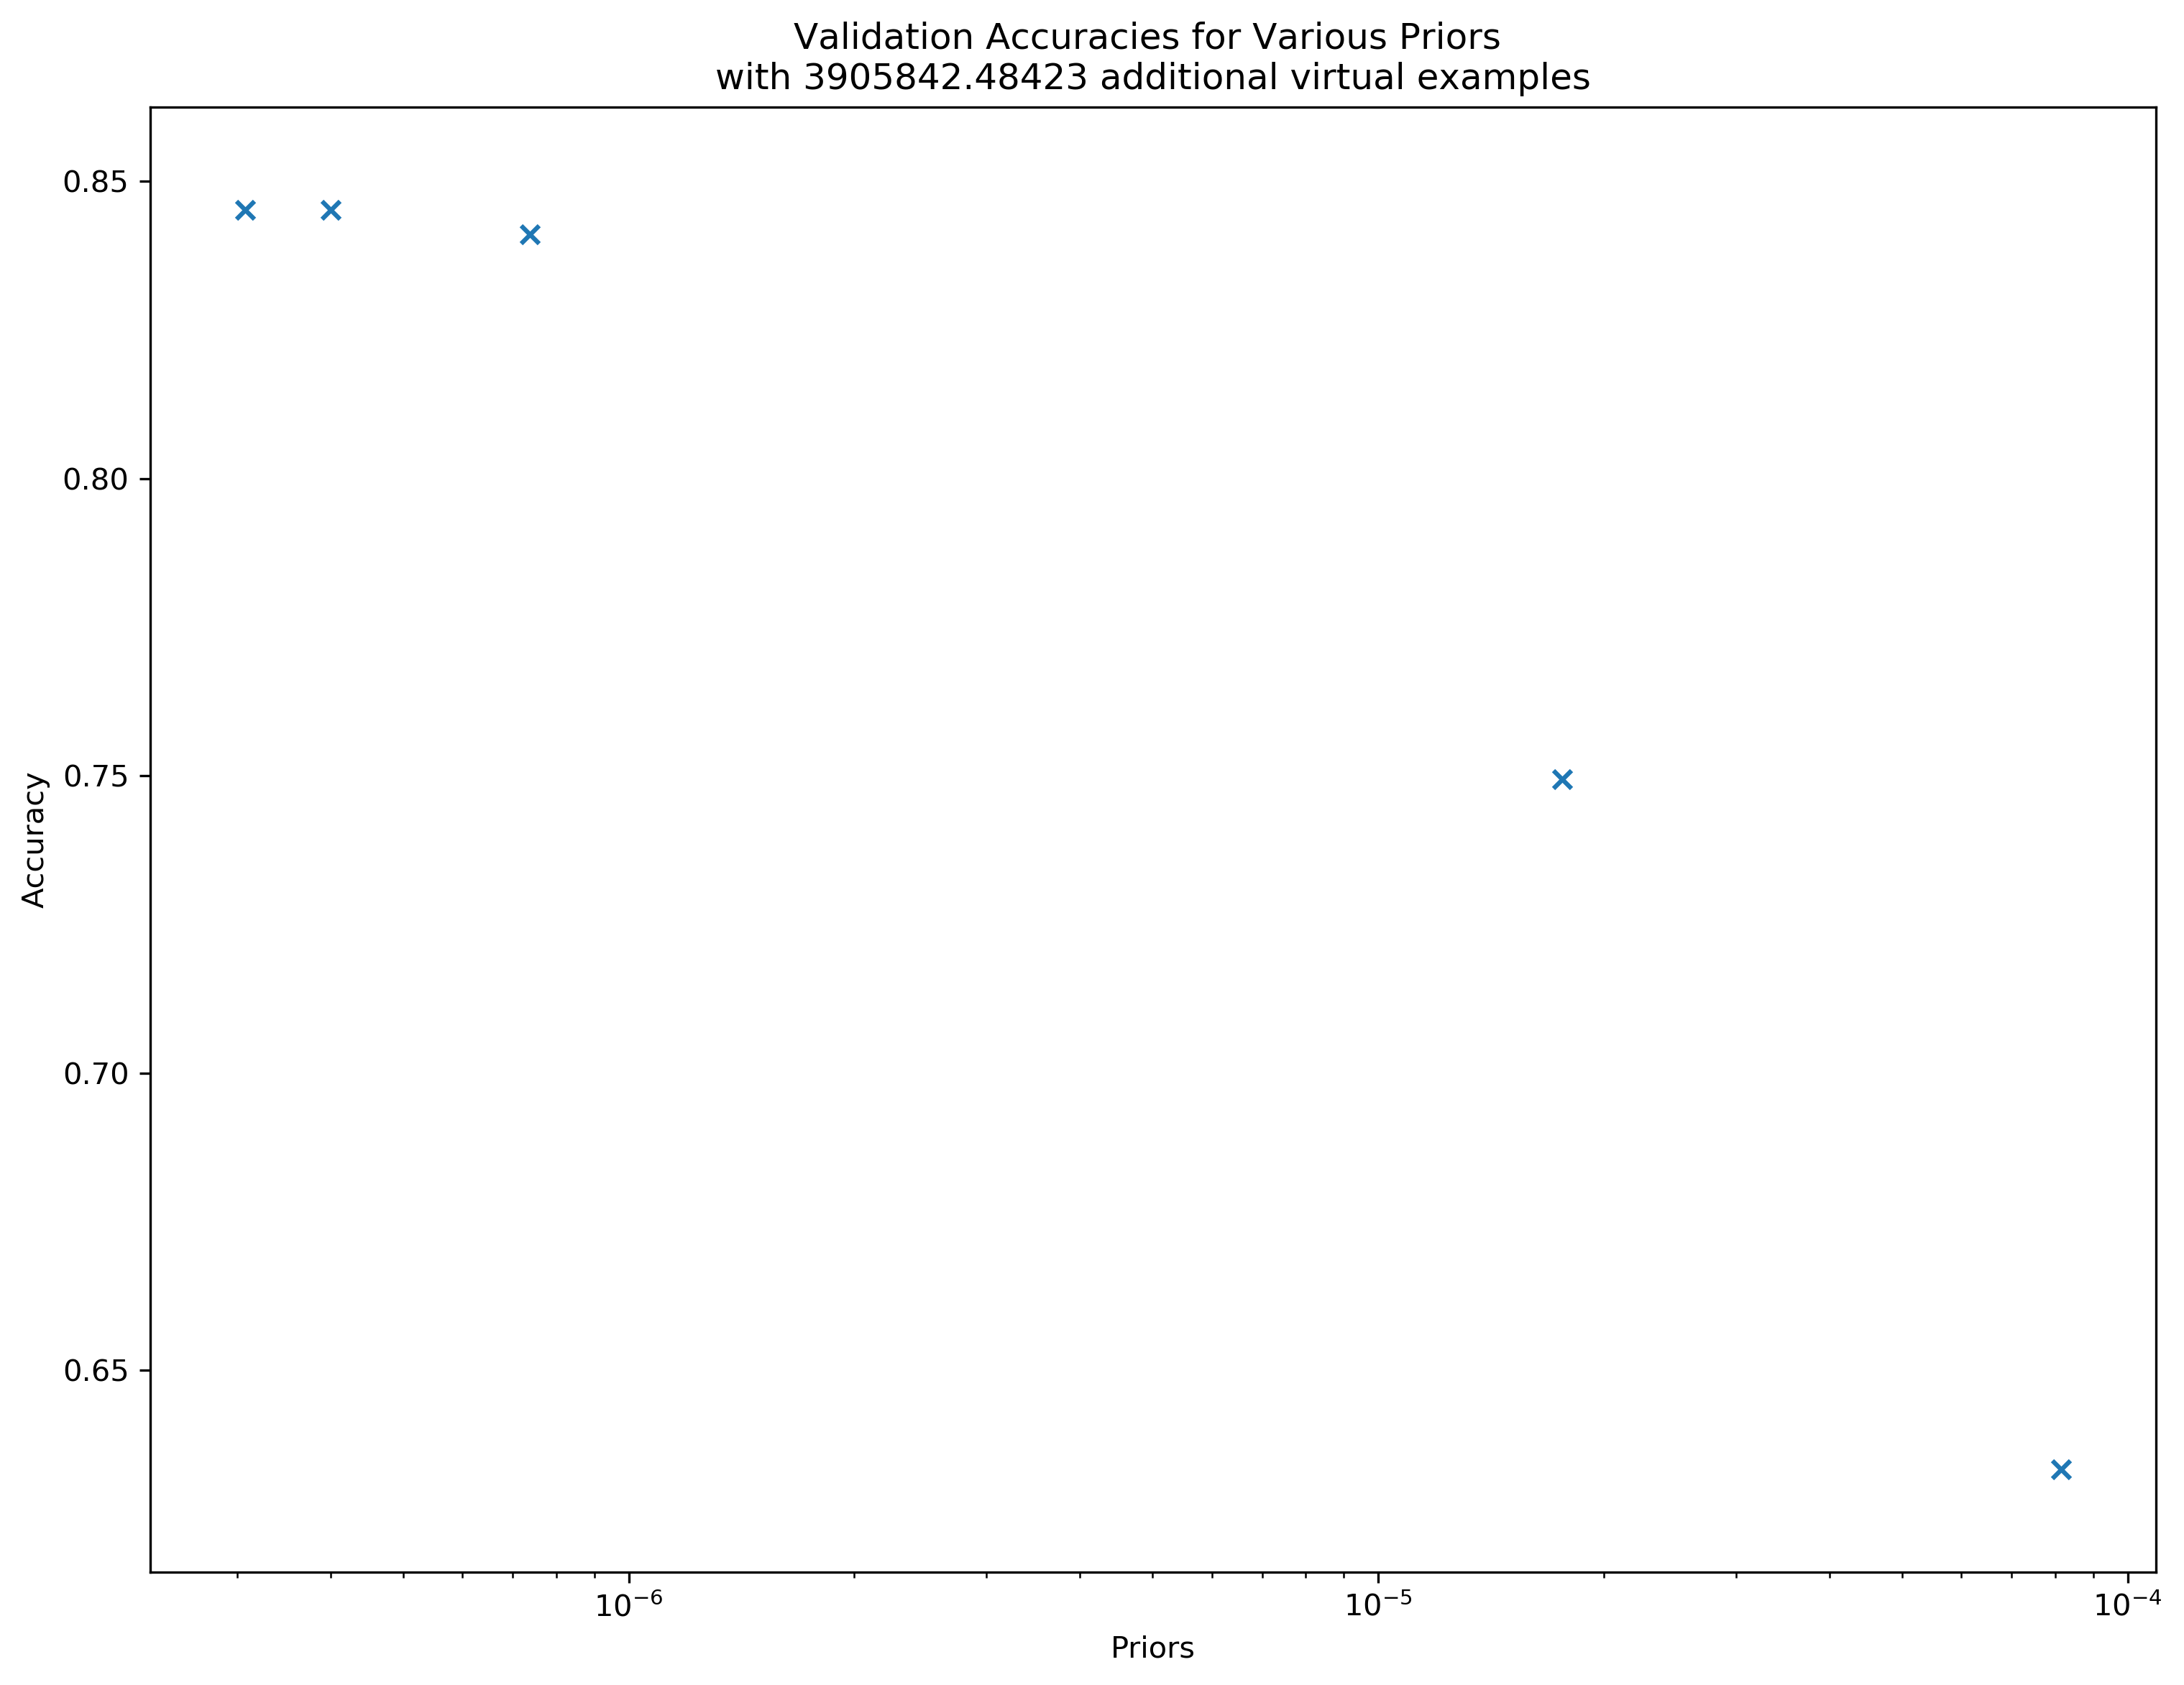 Validation Accuracies for Various Priors
with 3905842.48423 additional virtual examples
0.85
0.80
0.75
0.70
0.65
Accuracy
10⁻⁶
10⁻⁵
10⁻⁴
Priors